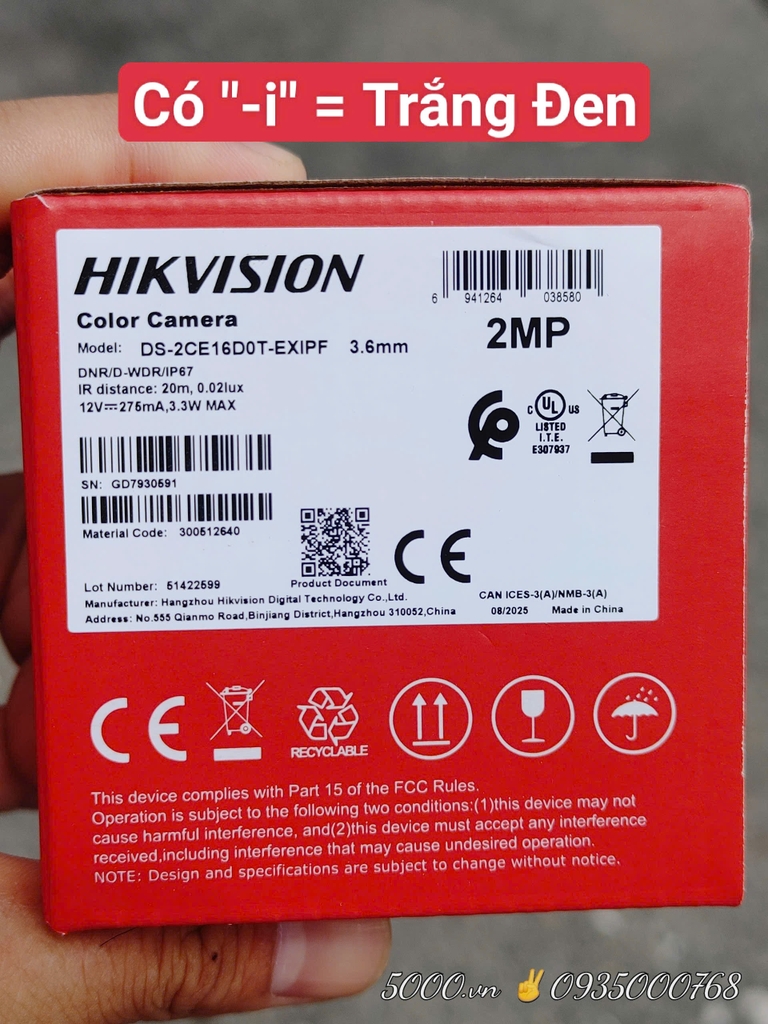 Có "-i" = Trắng Đen
HIKVISION
6 941264 038580
Color Camera
2MP
Model: DS-2CE16D0T-EXIPF 3.6mm
DNR/D-WDR/IP67
IR distance: 20m, 0.02lux
12V⎓275mA,3.3W MAX
c UL us
LISTED
I.T.E.
E307937
SN: GD7930591
Material Code: 300512640
Product Document
CE
Lot Number: 51422599
Manufacturer: Hangzhou Hikvision Digital Technology Co.,Ltd.
Address: No.555 Qianmo Road,Binjiang District,Hangzhou 310052,China
CAN ICES-3(A)/NMB-3(A)
08/2025 Made in China
CE
RECYCLABLE
This device complies with Part 15 of the FCC Rules.
Operation is subject to the following two conditions:(1)this device may not
cause harmful interference, and(2)this device must accept any interference
received,including interference that may cause undesired operation.
NOTE: Design and specifications are subject to change without notice.
5000.vn ✌️0935000768